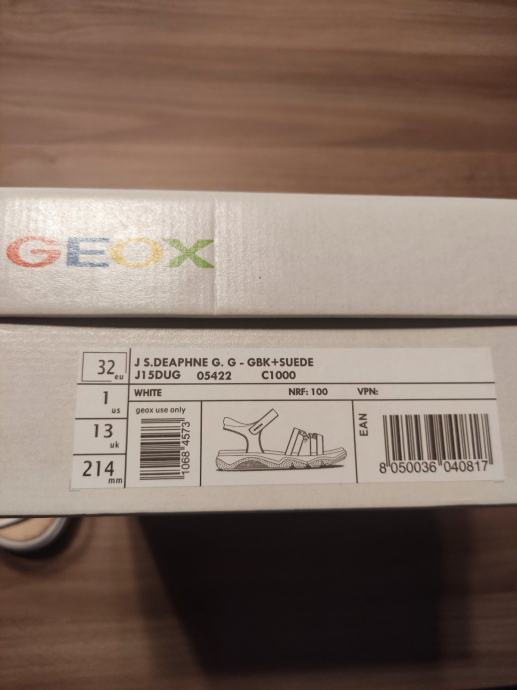 GEOX
32 eu
J S.DEAPHNE G. G - GBK+SUEDE
J15DUG 05422 C1000
1 us
WHITE NRF: 100 VPN:
13 uk
geox use only
1068 4573
EAN
8 050036 040817
214 mm